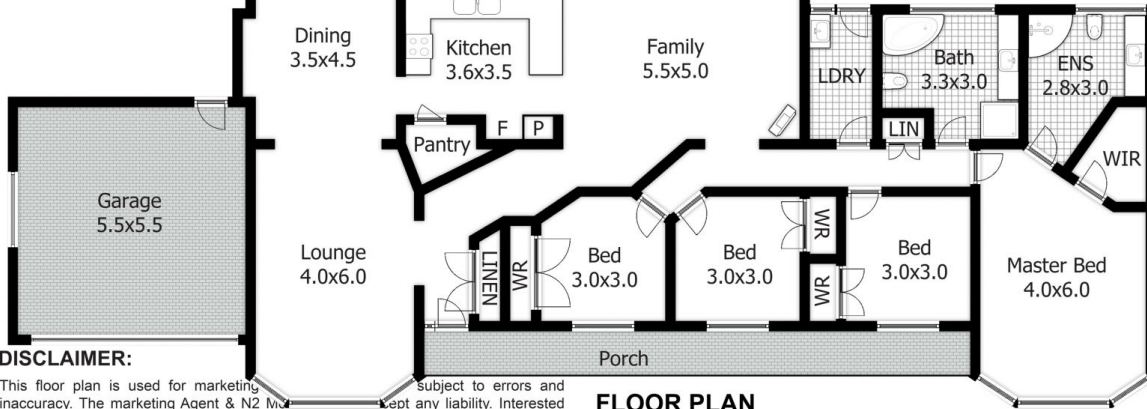 Dining
3.5x4.5
Kitchen
3.6x3.5
Family
5.5x5.0
LDRY
Bath
3.3x3.0
ENS
2.8x3.0
F
P
LIN
Pantry
WIR
Garage
5.5x5.5
Lounge
4.0x6.0
LINEN
WR
Bed
3.0x3.0
Bed
3.0x3.0
WR
WR
Bed
3.0x3.0
Master Bed
4.0x6.0
Porch
DISCLAIMER:
This floor plan is used for marketing subject to errors and
inaccuracy. The marketing Agent & N2 any liability. Interested
FLOOR PLAN